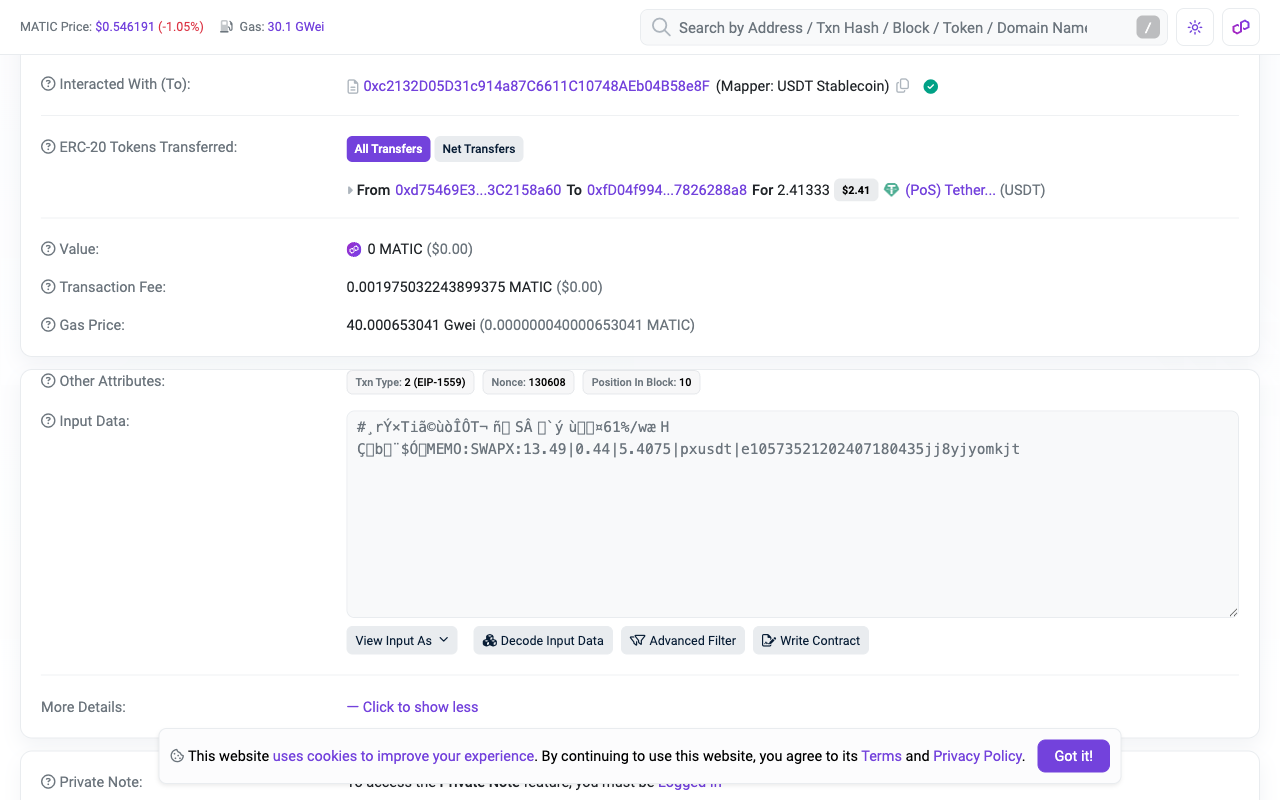 MATIC Price: $0.546191 (-1.05%) Gas: 30.1 GWei
Search by Address / Txn Hash / Block / Token / Domain Name /
Interacted With (To): 0xc2132D05D31c914a87C6611C10748AEb04B58e8F (Mapper: USDT Stablecoin)
ERC-20 Tokens Transferred: All Transfers Net Transfers
From 0xd75469E3...3C2158a60 To 0xfD04f994...7826288a8 For 2.41333 $2.41 (PoS) Tether... (USDT)
Value: 0 MATIC ($0.00)
Transaction Fee: 0.001975032243899375 MATIC ($0.00)
Gas Price: 40.000653041 Gwei (0.000000040000653041 MATIC)
Other Attributes: Txn Type: 2 (EIP-1559) Nonce: 130608 Position In Block: 10
Input Data: #¸rÝ×Tiã©ùòÎÔT¬ ñ SÂ `ý ù¤61%/wæ H
Çb¨$ÓMEMO:SWAPX:13.49|0.44|5.4075|pxusdt|e10573521202407180435jj8yjyomkjt
View Input As Decode Input Data Advanced Filter Write Contract
More Details: — Click to show less
This website uses cookies to improve your experience. By continuing to use this website, you agree to its Terms and Privacy Policy. Got it!
Private Note: To access the Private Note feature, you must be Logged In